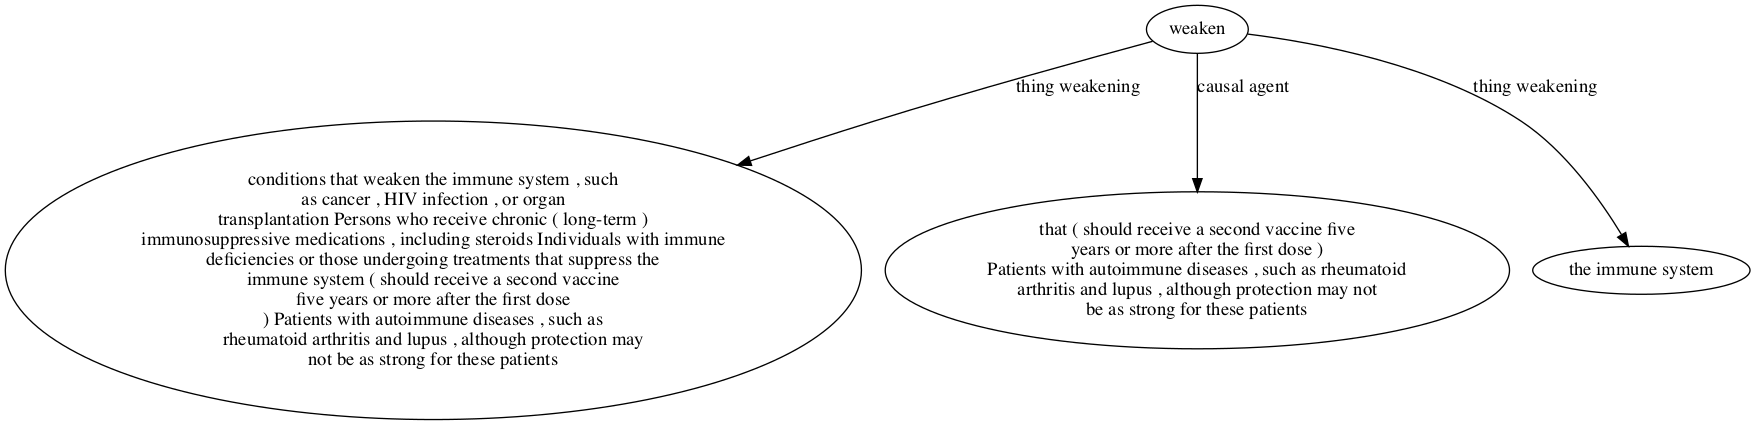 weaken
thing weakening
causal agent
thing weakening
conditions that weaken the immune system , such
as cancer , HIV infection , or organ
transplantation Persons who receive chronic ( long-term )
immunosuppressive medications , including steroids Individuals with immune
deficiencies or those undergoing treatments that suppress the
immune system ( should receive a second vaccine
five years or more after the first dose
) Patients with autoimmune diseases , such as
rheumatoid arthritis and lupus , although protection may
not be as strong for these patients
that ( should receive a second vaccine five
years or more after the first dose )
Patients with autoimmune diseases , such as rheumatoid
arthritis and lupus , although protection may not
be as strong for these patients
the immune system